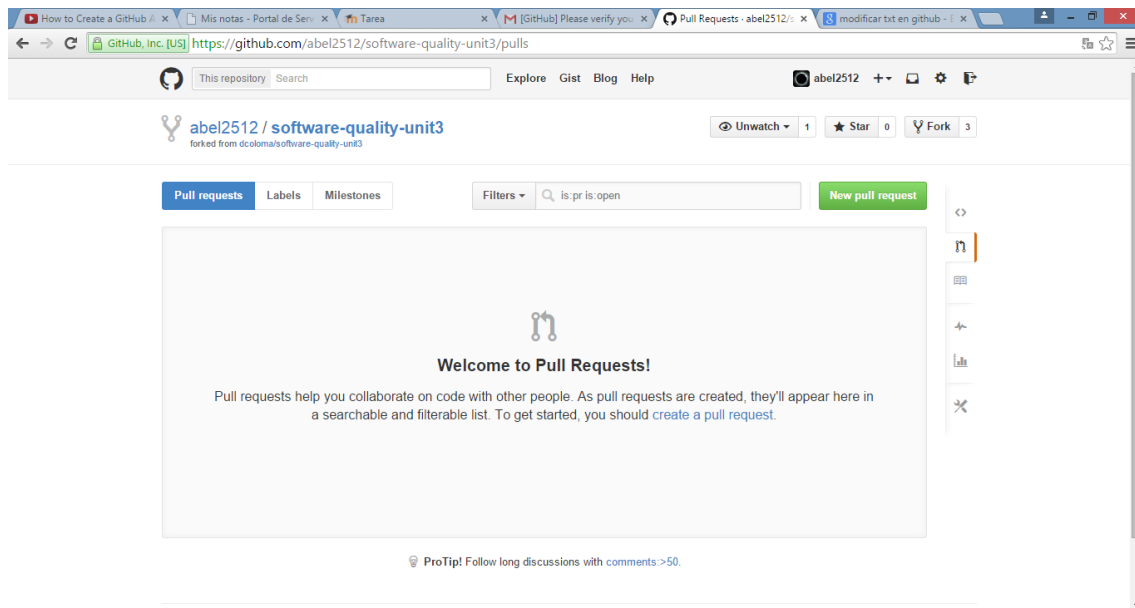 How to Create a GitHub A
Mis notas - Portal de Serv
Tarea
[GitHub] Please verify you
Pull Requests · abel2512/s
modificar txt en github - B
GitHub, Inc. [US] https://github.com/abel2512/software-quality-unit3/pulls
This repository Search Explore Gist Blog Help abel2512
abel2512 / software-quality-unit3 Unwatch 1 Star 0 Fork 3
forked from dcoloma/software-quality-unit3
Pull requests Labels Milestones Filters is:pr is:open New pull request
Welcome to Pull Requests!
Pull requests help you collaborate on code with other people. As pull requests are created, they'll appear here in
a searchable and filterable list. To get started, you should create a pull request.
ProTip! Follow long discussions with comments:>50.